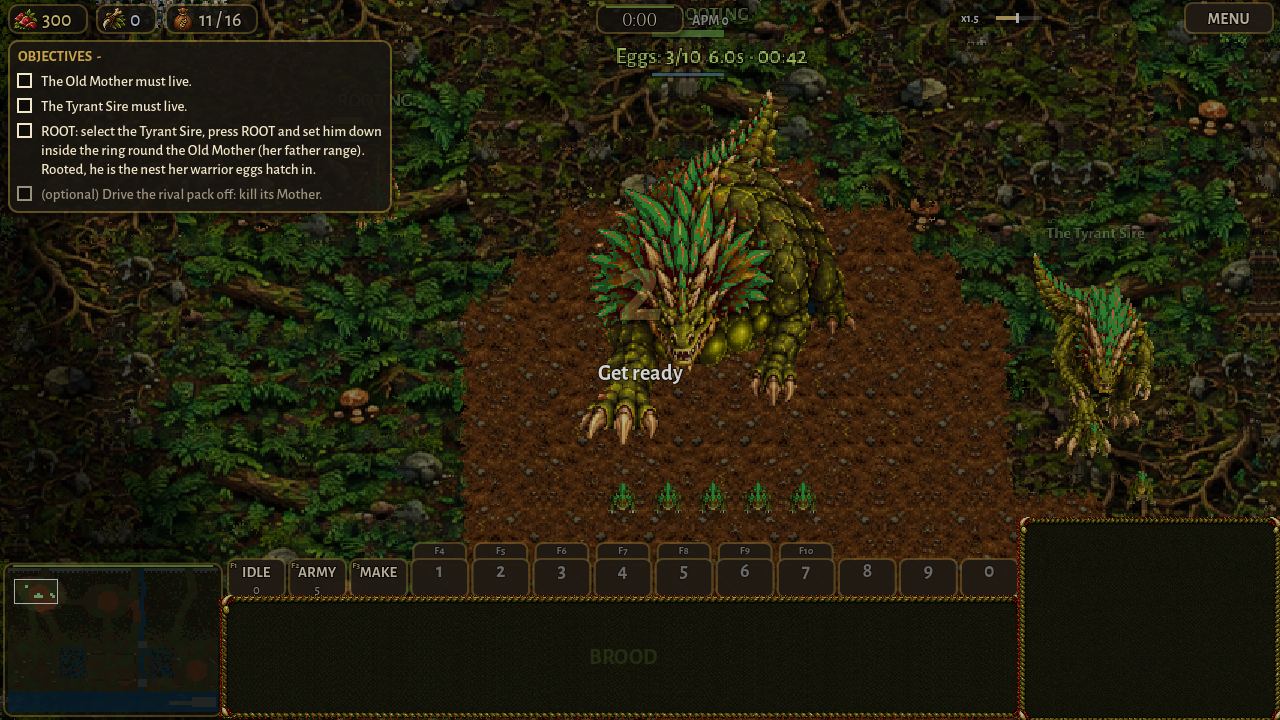 300
0
11 / 16
0:00
APM 0
ROOTING
x1.5
MENU
Eggs: 3/10 6.0s · 00:42
OBJECTIVES -
The Old Mother must live.
The Tyrant Sire must live.
ROOT: select the Tyrant Sire, press ROOT and set him down
inside the ring round the Old Mother (her father range).
Rooted, he is the nest her warrior eggs hatch in.
(optional) Drive the rival pack off: kill its Mother.
ROOTING
The Tyrant Sire
2
Get ready
F4
F5
F6
F7
F8
F9
F10
F1 IDLE
0
F2 ARMY
5
F3 MAKE
1
2
3
4
5
6
7
8
9
0
BROOD